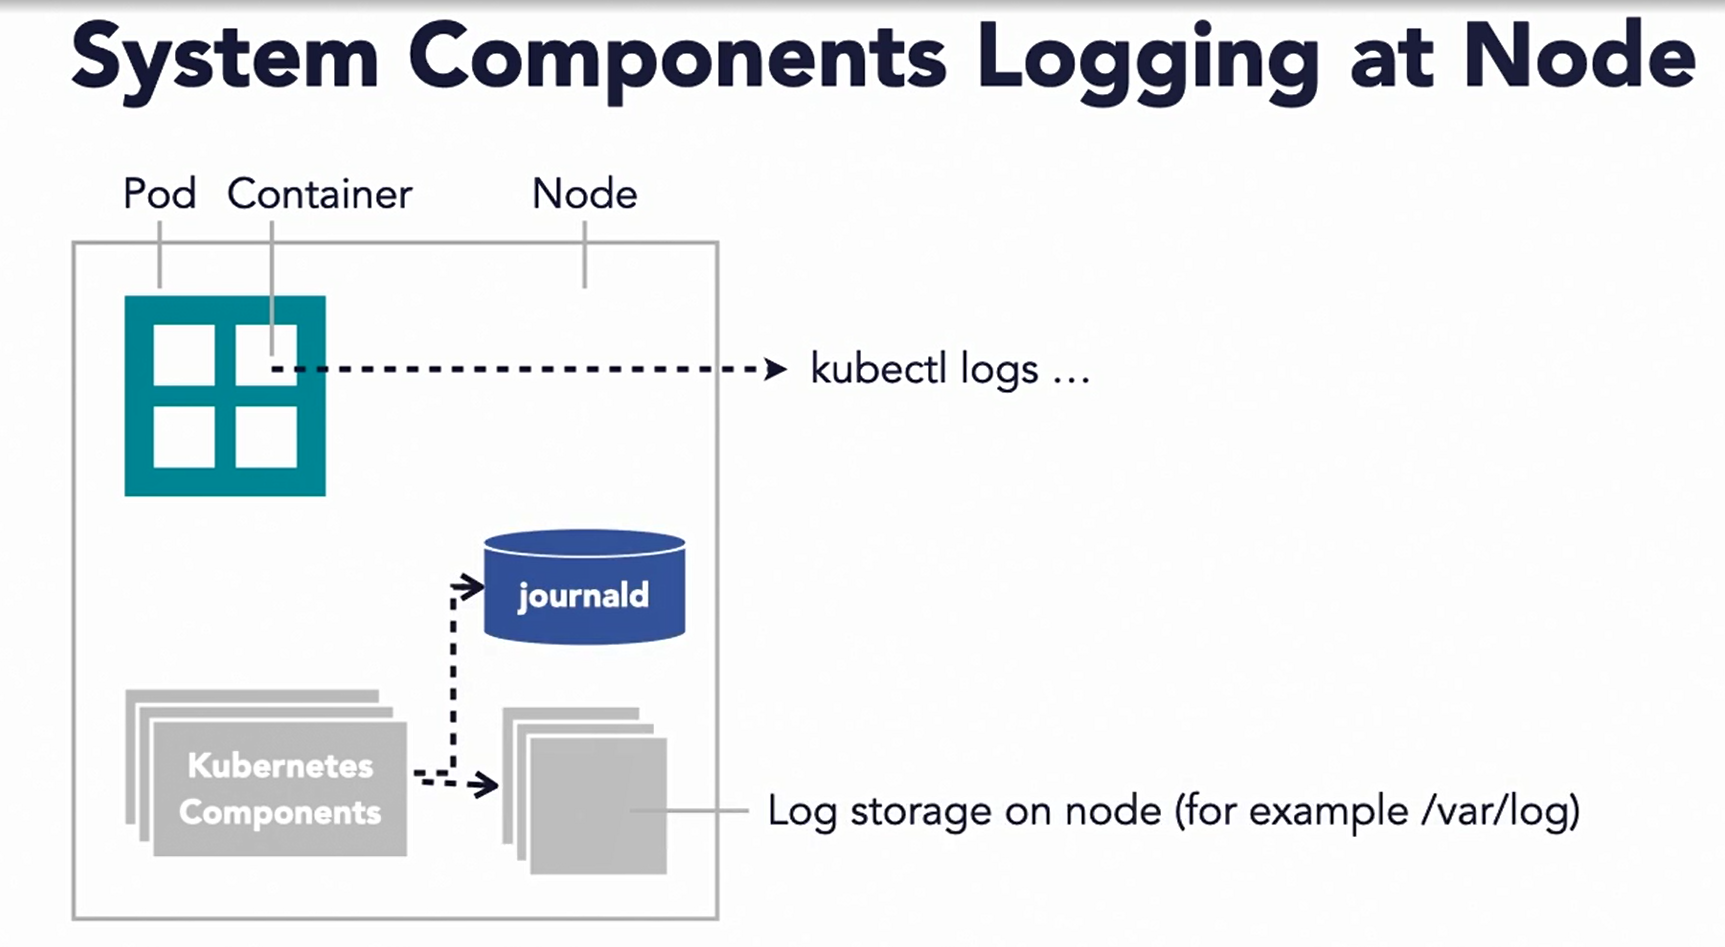 System Components Logging at Node
Pod Container Node
kubectl logs ...
journald
Kubernetes
Components
Log storage on node (for example /var/log)